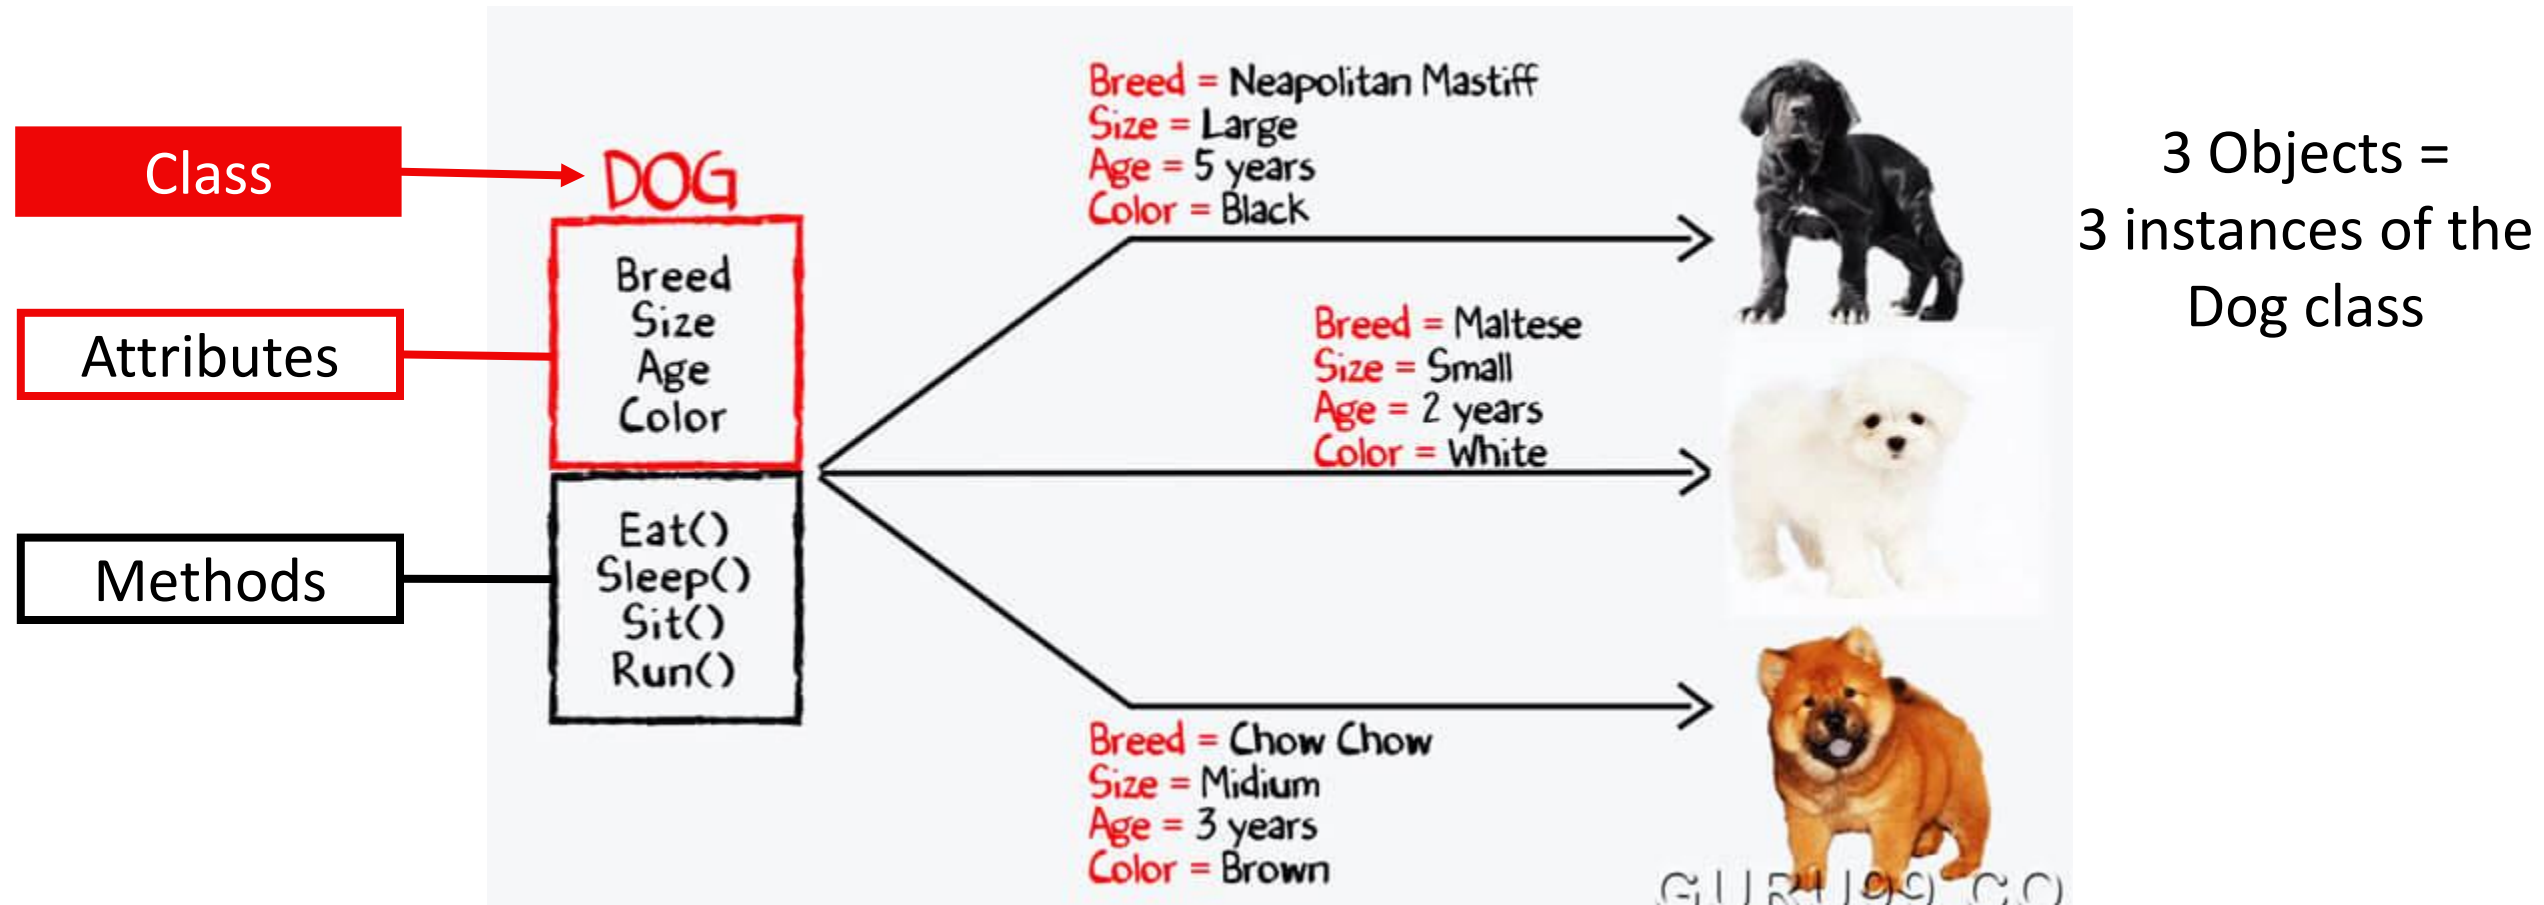 Class
Attributes
Methods
DOG
Breed
Size
Age
Color
Eat()
Sleep()
Sit()
Run()
Breed = Neapolitan Mastiff
Size = Large
Age = 5 years
Color = Black
Breed = Maltese
Size = Small
Age = 2 years
Color = White
Breed = Chow Chow
Size = Midium
Age = 3 years
Color = Brown
3 Objects =
3 instances of the
Dog class
GURU99 CO